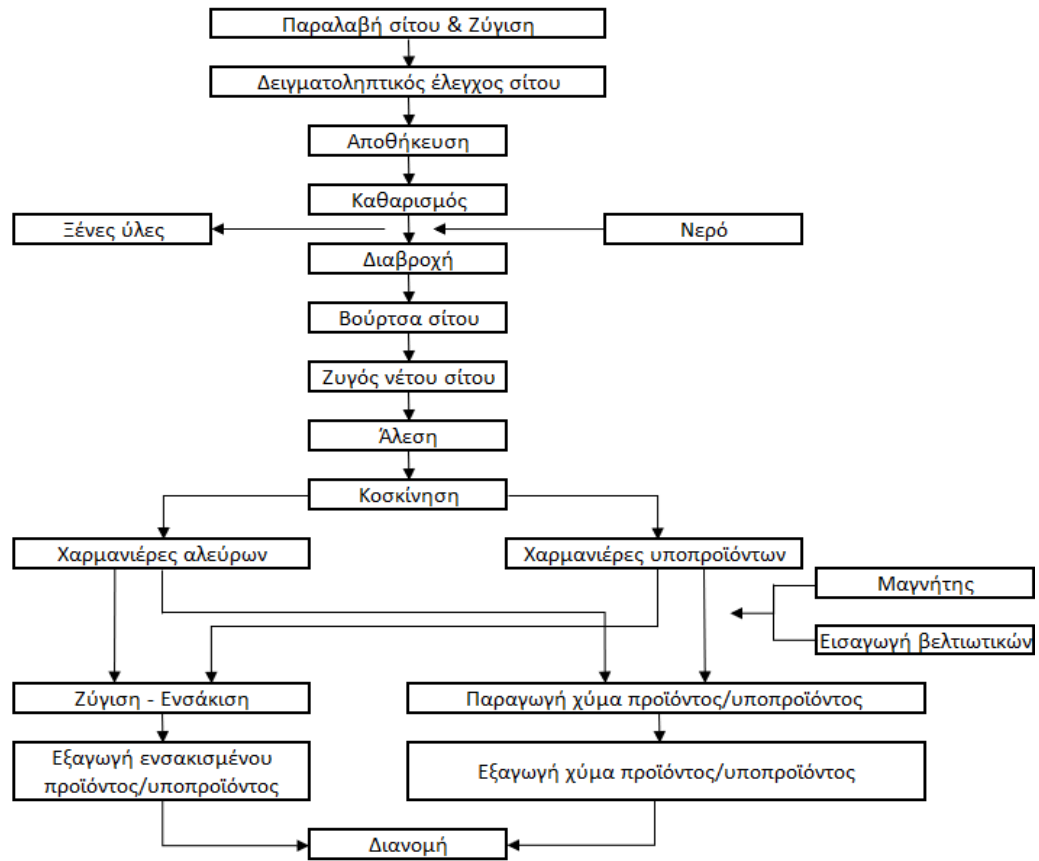 Παραλαβή σίτου & Ζύγιση
Δειγματοληπτικός έλεγχος σίτου
Αποθήκευση
Καθαρισμός
Ξένες ύλες
Νερό
Διαβροχή
Βούρτσα σίτου
Ζυγός νέτου σίτου
Άλεση
Κοσκίνηση
Χαρμανιέρες αλεύρων
Χαρμανιέρες υποπροϊόντων
Μαγνήτης
Εισαγωγή βελτιωτικών
Ζύγιση - Ενσάκιση
Παραγωγή χύμα προϊόντος/υποπροϊόντος
Εξαγωγή ενσακισμένου
προϊόντος/υποπροϊόντος
Εξαγωγή χύμα προϊόντος/υποπροϊόντος
Διανομή